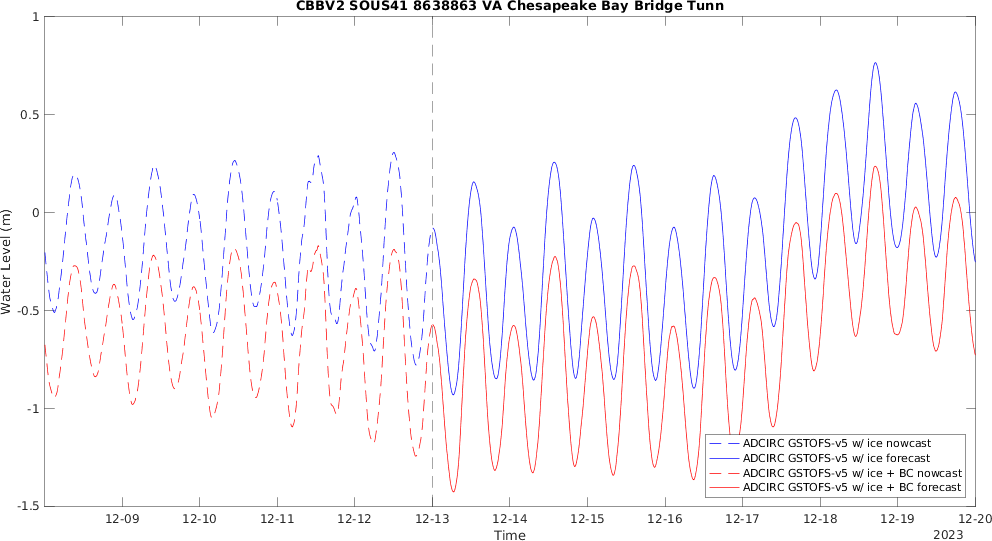 CBBV2 SOUS41 8638863 VA Chesapeake Bay Bridge Tunn
Water Level (m)
1
0.5
0
-0.5
-1
-1.5
ADCIRC GSTOFS-v5 w/ ice nowcast
ADCIRC GSTOFS-v5 w/ ice forecast
ADCIRC GSTOFS-v5 w/ ice + BC nowcast
ADCIRC GSTOFS-v5 w/ ice + BC forecast
12-09 12-10 12-11 12-12 12-13 12-14 12-15 12-16 12-17 12-18 12-19 12-20
Time
2023